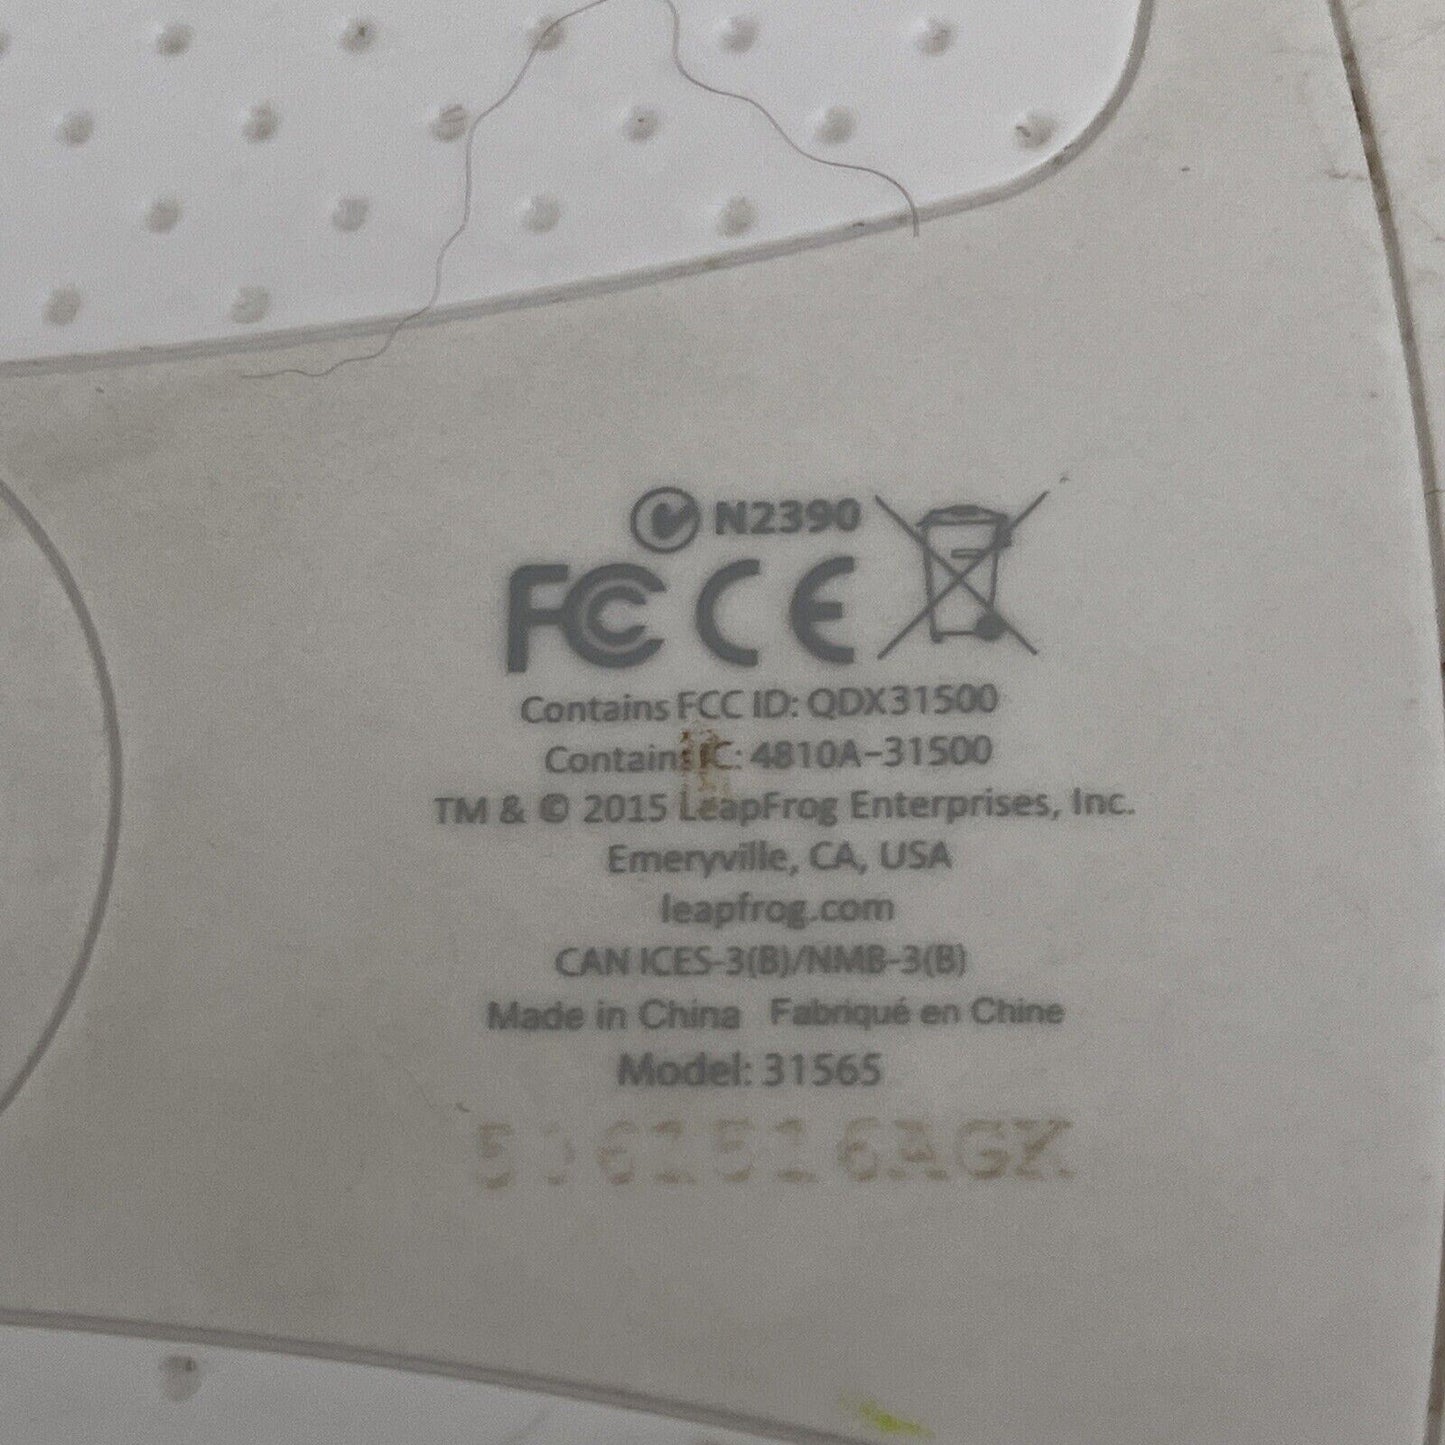 N2390
FC CE
Contains FCC ID: QDX31500
Contains IC: 4810A-31500
TM & © 2015 LeapFrog Enterprises, Inc.
Emeryville, CA, USA
leapfrog.com
CAN ICES-3(B)/NMB-3(B)
Made in China Fabriqué en Chine
Model: 31565